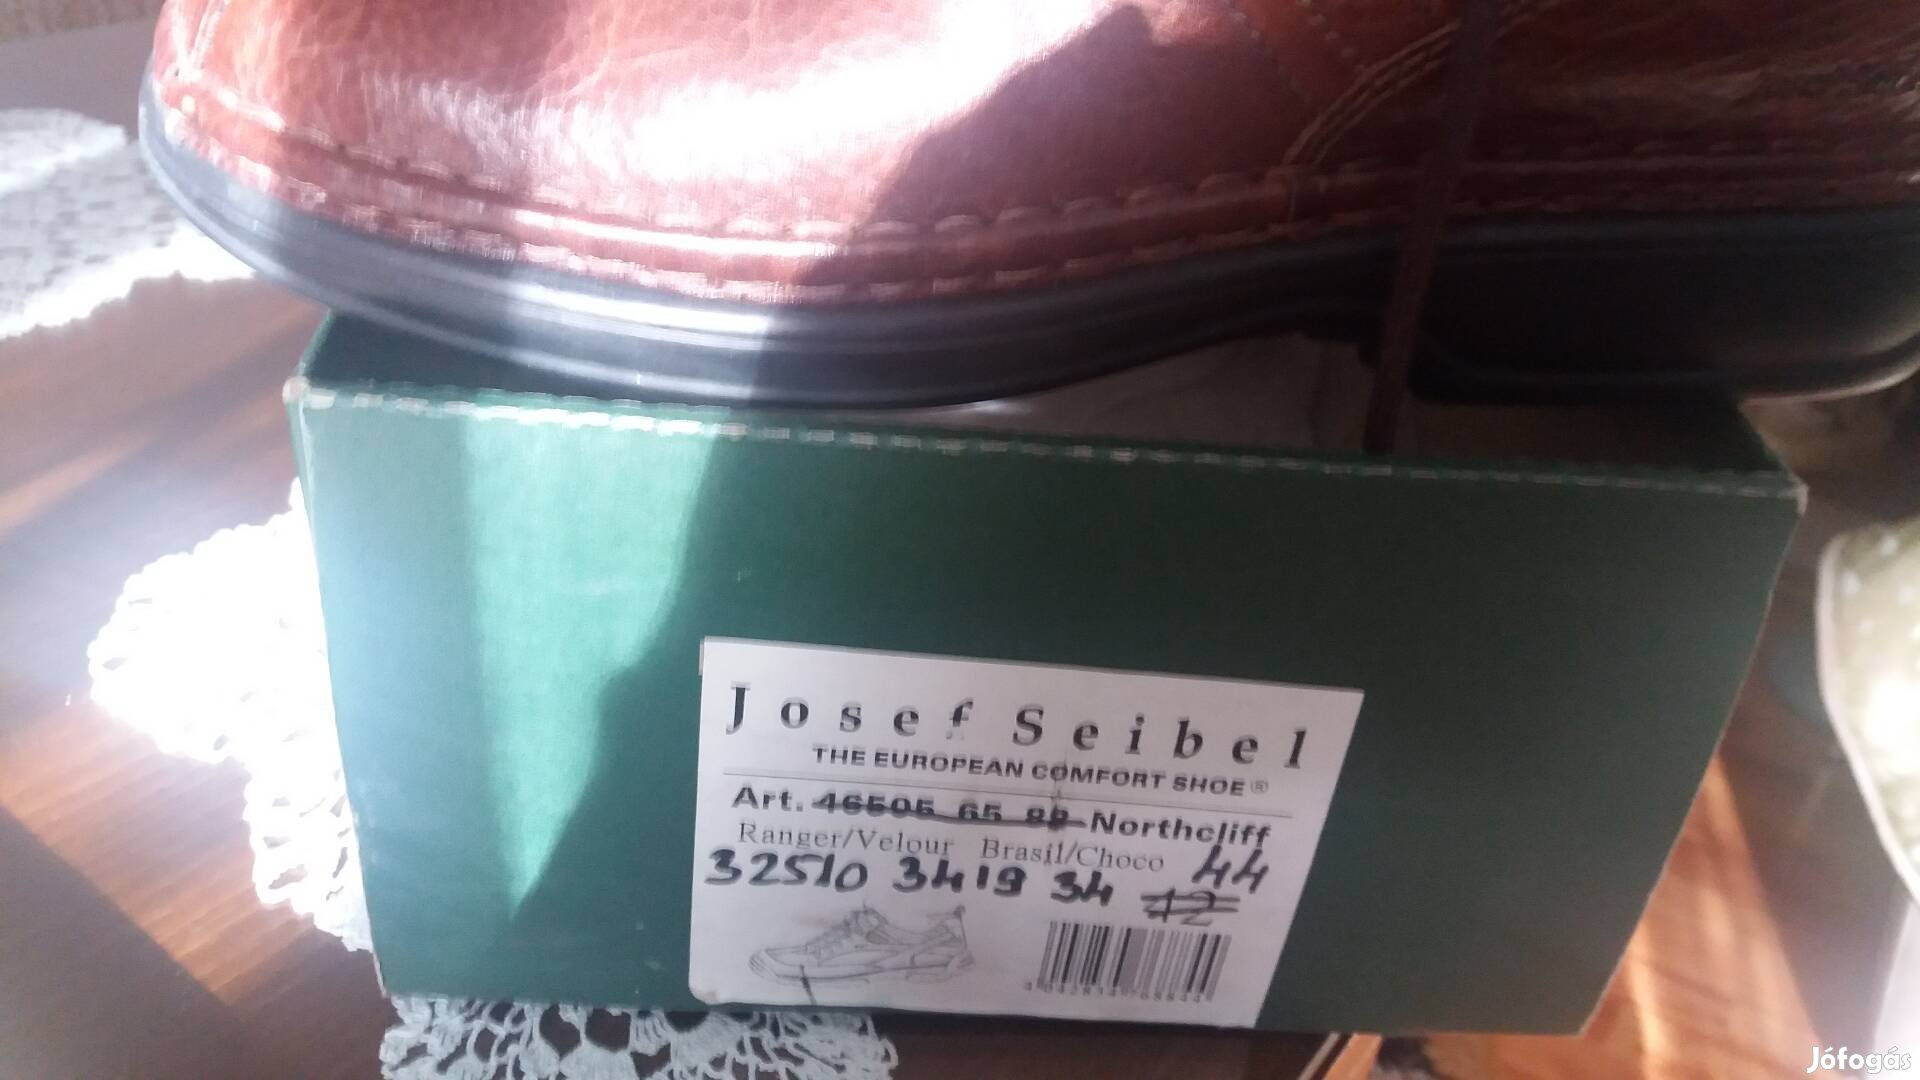 Josef Seibel
THE EUROPEAN COMFORT SHOE®
Art. 46505 65 88 Northcliff
Ranger/Velour Brasil/Choco 44
32510 3419 34 42
Jófogás